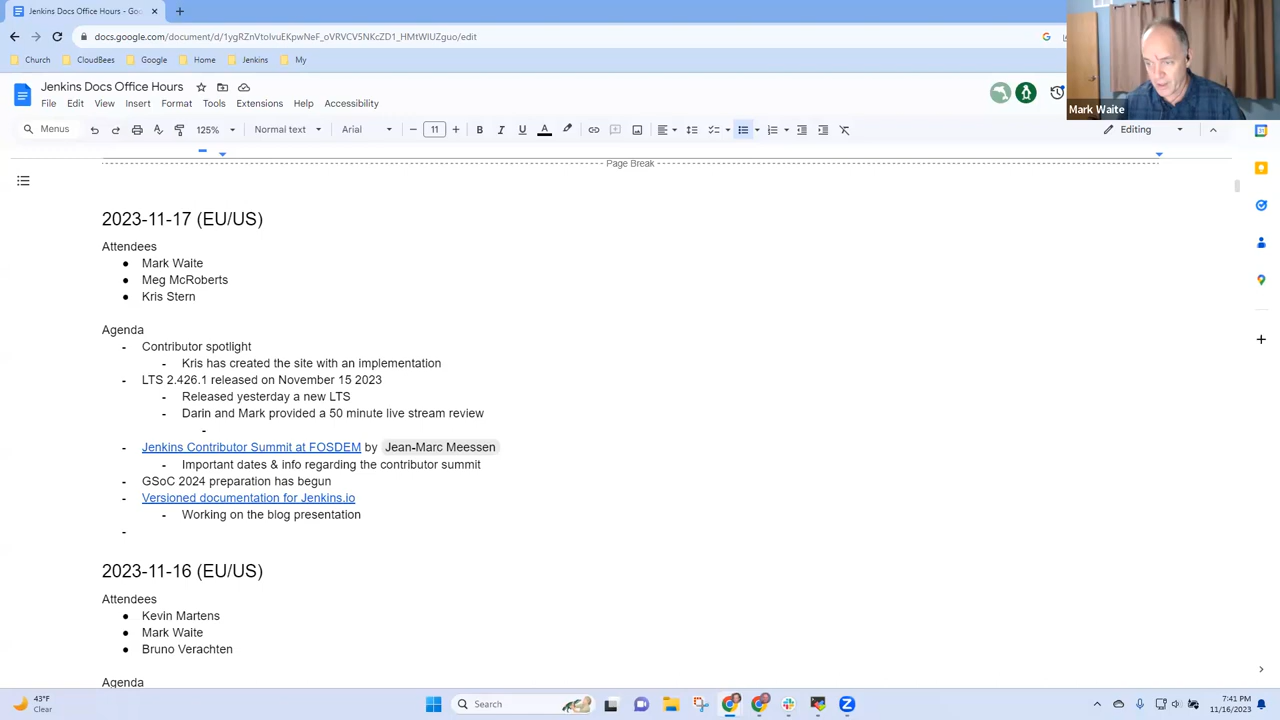 Jenkins Docs Office Hours - Goo
docs.google.com/document/d/1ygRZnVtoIvuEKpwNeF_oVRVCV5NKcZD1_HMtWIUZguo/edit
Church
CloudBees
Google
Home
Jenkins
My
Jenkins Docs Office Hours
File Edit View Insert Format Tools Extensions Help Accessibility
Mark Waite
Menus
125%
Normal text
Arial
11
Editing
Page Break
2023-11-17 (EU/US)
Attendees
● Mark Waite
● Meg McRoberts
● Kris Stern
Agenda
- Contributor spotlight
- Kris has created the site with an implementation
- LTS 2.426.1 released on November 15 2023
- Released yesterday a new LTS
- Darin and Mark provided a 50 minute live stream review
-
- Jenkins Contributor Summit at FOSDEM by Jean-Marc Meessen
- Important dates & info regarding the contributor summit
- GSoC 2024 preparation has begun
- Versioned documentation for Jenkins.io
- Working on the blog presentation
-
2023-11-16 (EU/US)
Attendees
● Kevin Martens
● Mark Waite
● Bruno Verachten
Agenda
43°F
Clear
Search
7:41 PM
11/16/2023